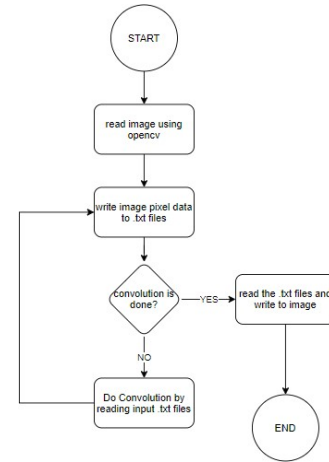 START
read image using
opencv
write image pixel data
to .txt files
convolution is
done?
YES
read the .txt files and
write to image
NO
Do Convolution by
reading input .txt files
END